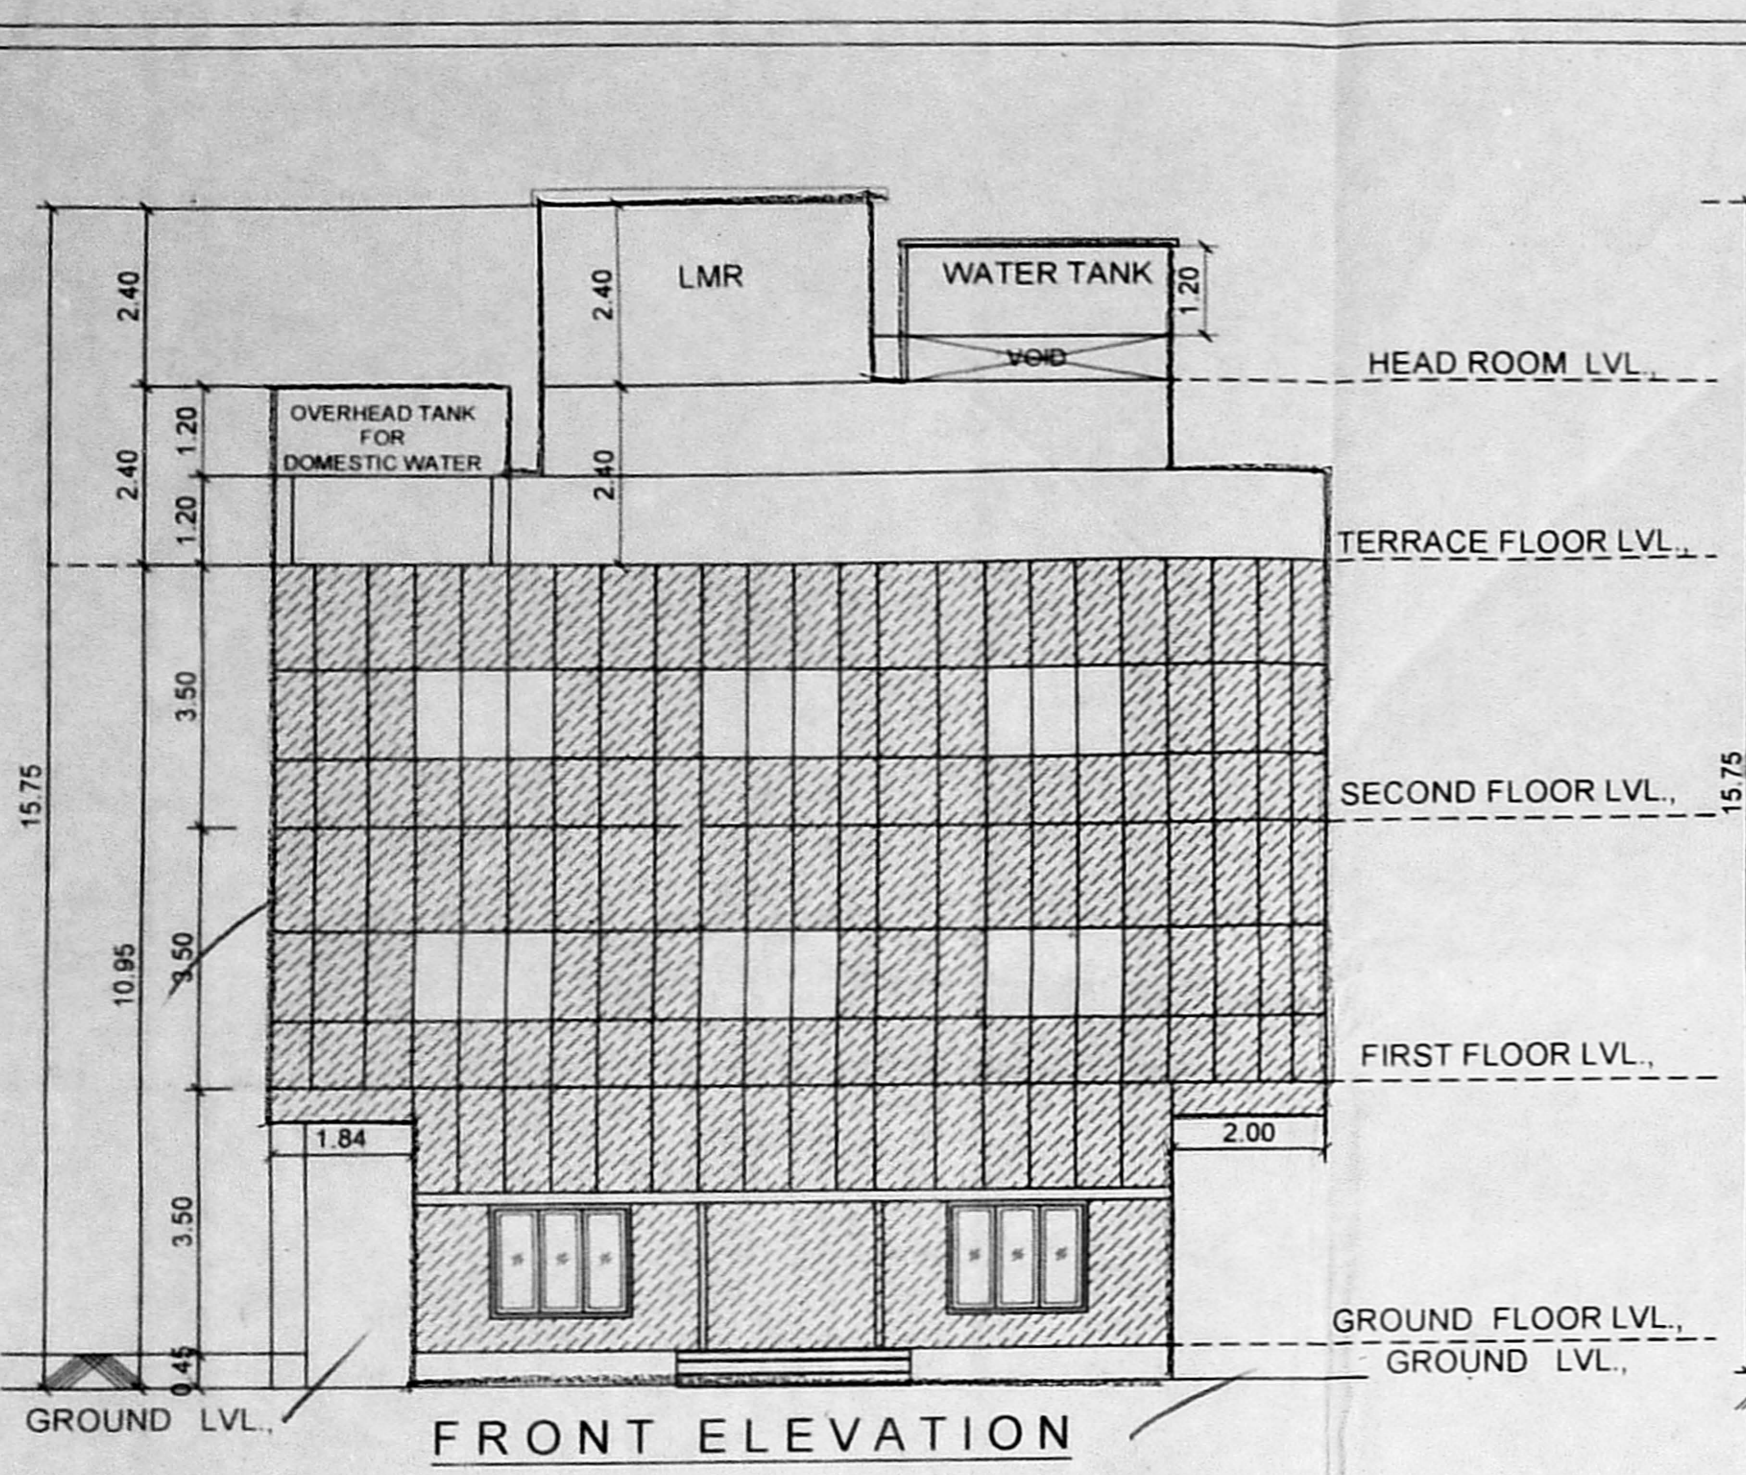 2.40
2.40
LMR
WATER TANK
1.20
VOID
HEAD ROOM LVL.,
OVERHEAD TANK
FOR
DOMESTIC WATER
1.20
2.40
2.40
1.20
TERRACE FLOOR LVL.,
3.50
15.75
SECOND FLOOR LVL.,
15.75
10.95
3.50
FIRST FLOOR LVL.,
1.84
2.00
3.50
GROUND FLOOR LVL.,
0.45
GROUND LVL.,
GROUND LVL.,
FRONT ELEVATION